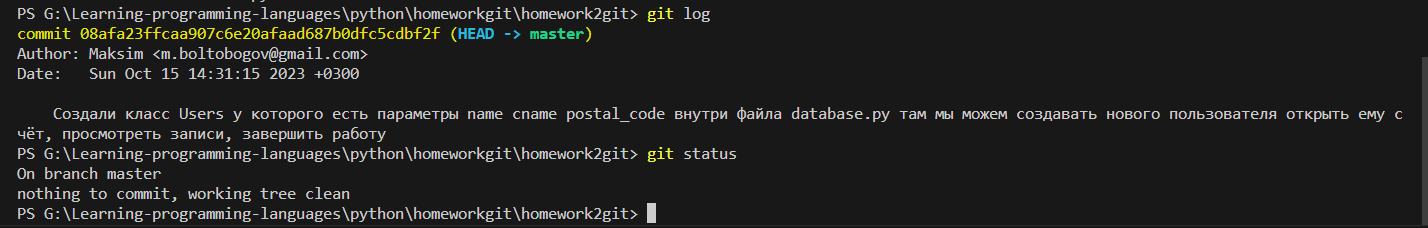 PS G:\Learning-programming-languages\python\homeworkgit\homework2git> git log
commit 08afa23ffcaa907c6e20afaad687b0dfc5cdbf2f (HEAD -> master)
Author: Maksim <m.boltobogov@gmail.com>
Date:   Sun Oct 15 14:31:15 2023 +0300

    Создали класс Users у которого есть параметры name cname postal_code внутри файла database.py там мы можем создавать нового пользователя открыть ему с
чёт, просмотреть записи, завершить работу
PS G:\Learning-programming-languages\python\homeworkgit\homework2git> git status
On branch master
nothing to commit, working tree clean
PS G:\Learning-programming-languages\python\homeworkgit\homework2git>